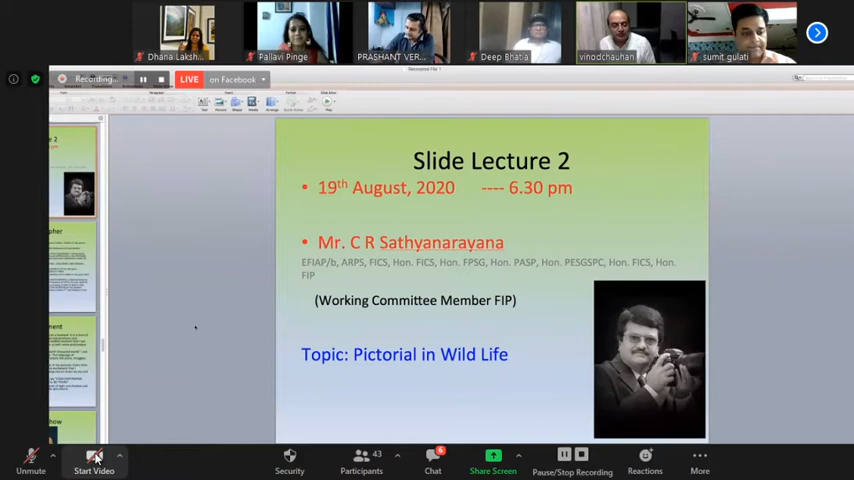 Dhana Laksh...
Pallavi Pinge
PRASHANT VER...
Deep Bhatia
vinodchauhan
sumit gulati
Recording...
LIVE
on Facebook
Slide Lecture 2
• 19th August, 2020 ---- 6.30 pm
• Mr. C R Sathyanarayana
EFIAP/b, ARPS, FICS, Hon. FICS, Hon. FPSG, Hon. PASP, Hon. PESGSPC, Hon. FICS, Hon.
FIP
(Working Committee Member FIP)
Topic: Pictorial in Wild Life
Unmute
Start Video
Security
43
Participants
6
Chat
Share Screen
Pause/Stop Recording
Reactions
More